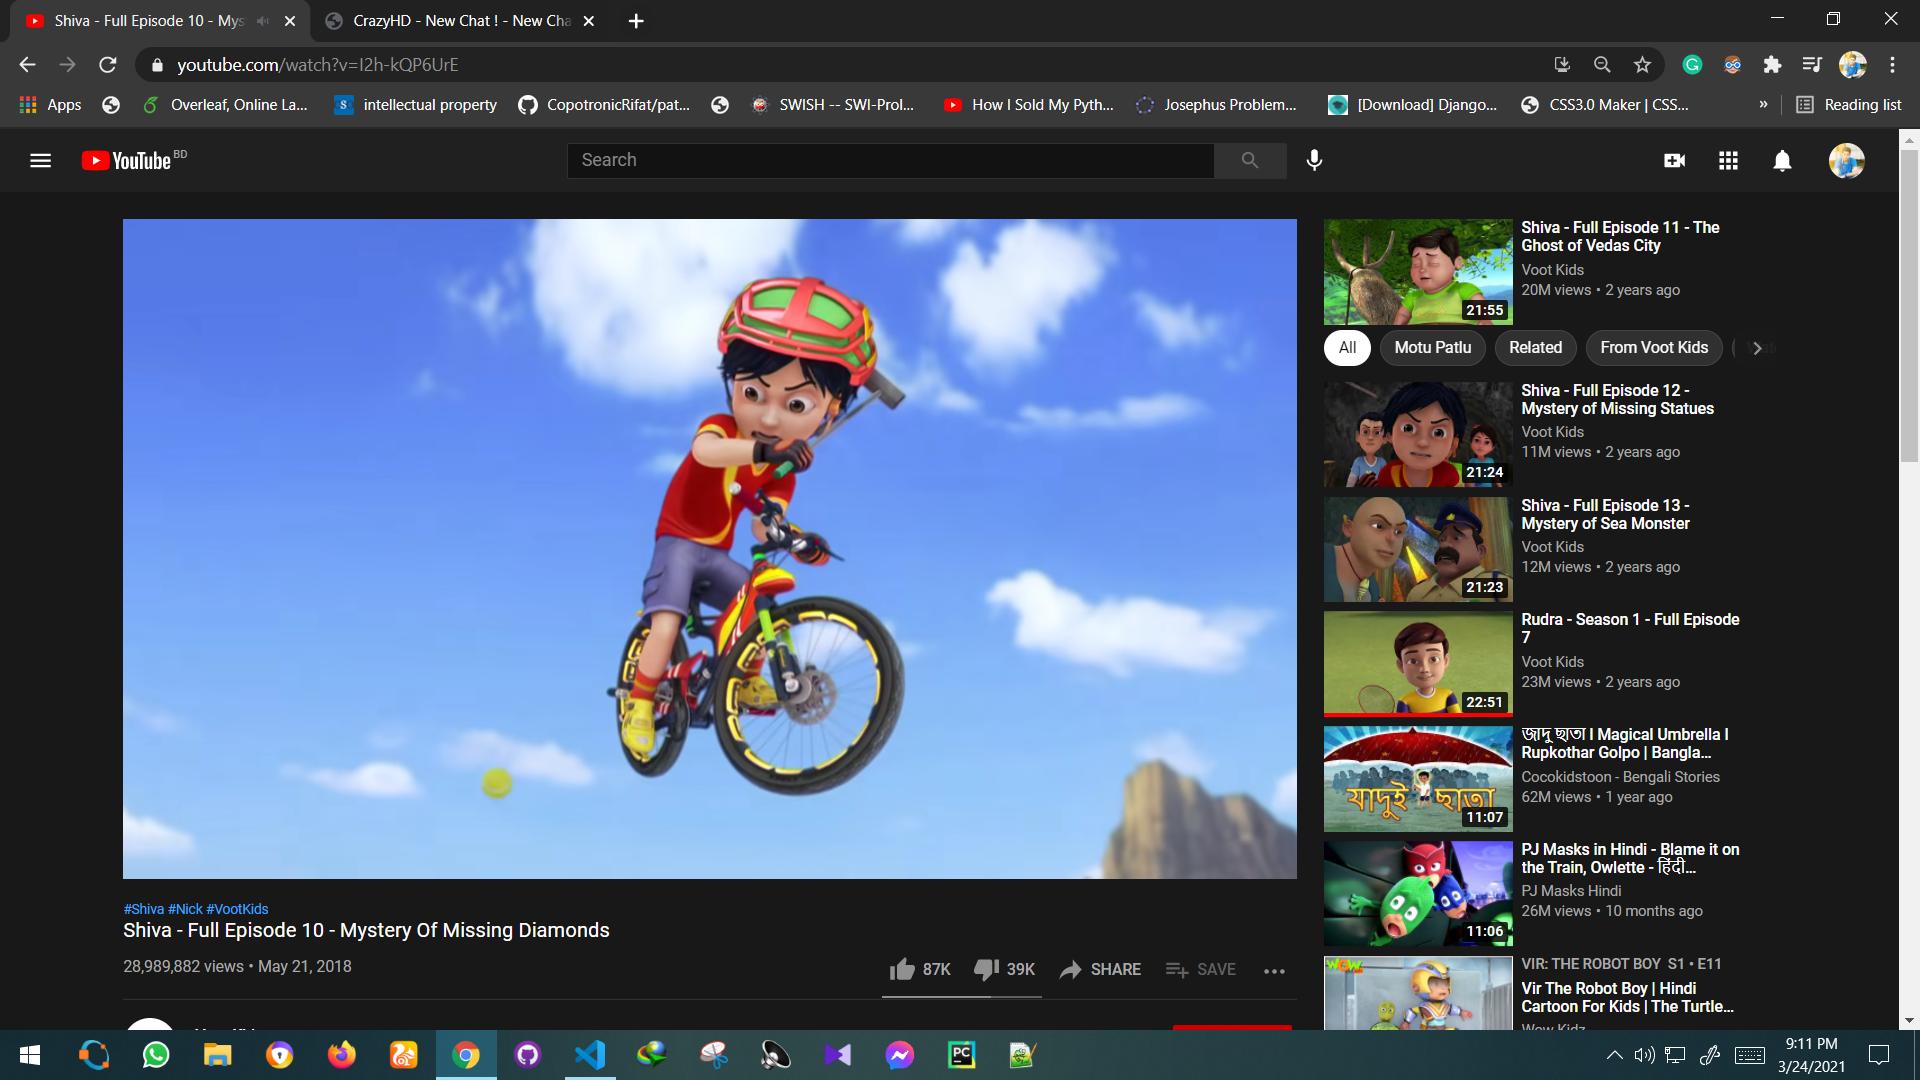 Shiva - Full Episode 10 - Mys
CrazyHD - New Chat ! - New Cha
youtube.com/watch?v=I2h-kQP6UrE
Apps
Overleaf, Online La...
intellectual property
CopotronicRifat/pat...
SWISH -- SWI-Prol...
How I Sold My Pyth...
Josephus Problem...
[Download] Django...
CSS3.0 Maker | CSS...
»
Reading list
YouTube BD
Search
Shiva - Full Episode 11 - The
Ghost of Vedas City
Voot Kids
20M views • 2 years ago
21:55
All
Motu Patlu
Related
From Voot Kids
Shiva - Full Episode 12 -
Mystery of Missing Statues
Voot Kids
11M views • 2 years ago
21:24
Shiva - Full Episode 13 -
Mystery of Sea Monster
Voot Kids
12M views • 2 years ago
21:23
Rudra - Season 1 - Full Episode
7
Voot Kids
23M views • 2 years ago
22:51
জাদু ছাতা l Magical Umbrella l
Rupkothar Golpo | Bangla...
Cocokidstoon - Bengali Stories
62M views • 1 year ago
যাদুই ছাতা
11:07
PJ Masks in Hindi - Blame it on
the Train, Owlette - हिंदी...
PJ Masks Hindi
26M views • 10 months ago
11:06
VIR: THE ROBOT BOY S1 • E11
Vir The Robot Boy | Hindi
Cartoon For Kids | The Turtle...
Wow Kidz
WOW
#Shiva #Nick #VootKids
Shiva - Full Episode 10 - Mystery Of Missing Diamonds
28,989,882 views • May 21, 2018
87K
39K
SHARE
SAVE
PC
9:11 PM
3/24/2021